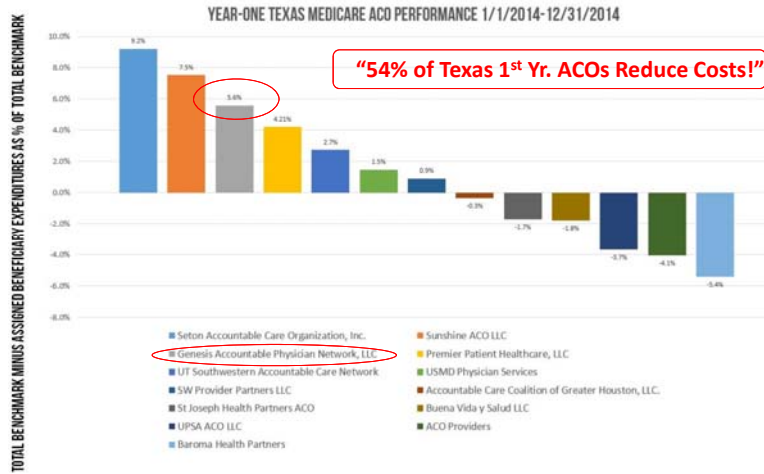 YEAR-ONE TEXAS MEDICARE ACO PERFORMANCE 1/1/2014-12/31/2014
TOTAL BENCHMARK MINUS ASSIGNED BENEFICIARY EXPENDITURES AS % OF TOTAL BENCHMARK
“54% of Texas 1st Yr. ACOs Reduce Costs!”
10.0%
8.0%
6.0%
4.0%
2.0%
0.0%
-2.0%
-4.0%
-6.0%
-8.0%
9.2%
7.5%
5.6%
4.21%
2.7%
1.5%
0.9%
-0.3%
-1.7%
-1.8%
-3.7%
-4.1%
-5.4%
Seton Accountable Care Organization, Inc.
Sunshine ACO LLC
Genesis Accountable Physician Network, LLC
Premier Patient Healthcare, LLC
UT Southwestern Accountable Care Network
USMD Physician Services
SW Provider Partners LLC
Accountable Care Coalition of Greater Houston, LLC.
St Joseph Health Partners ACO
Buena Vida y Salud LLC
UPSA ACO LLC
ACO Providers
Baroma Health Partners